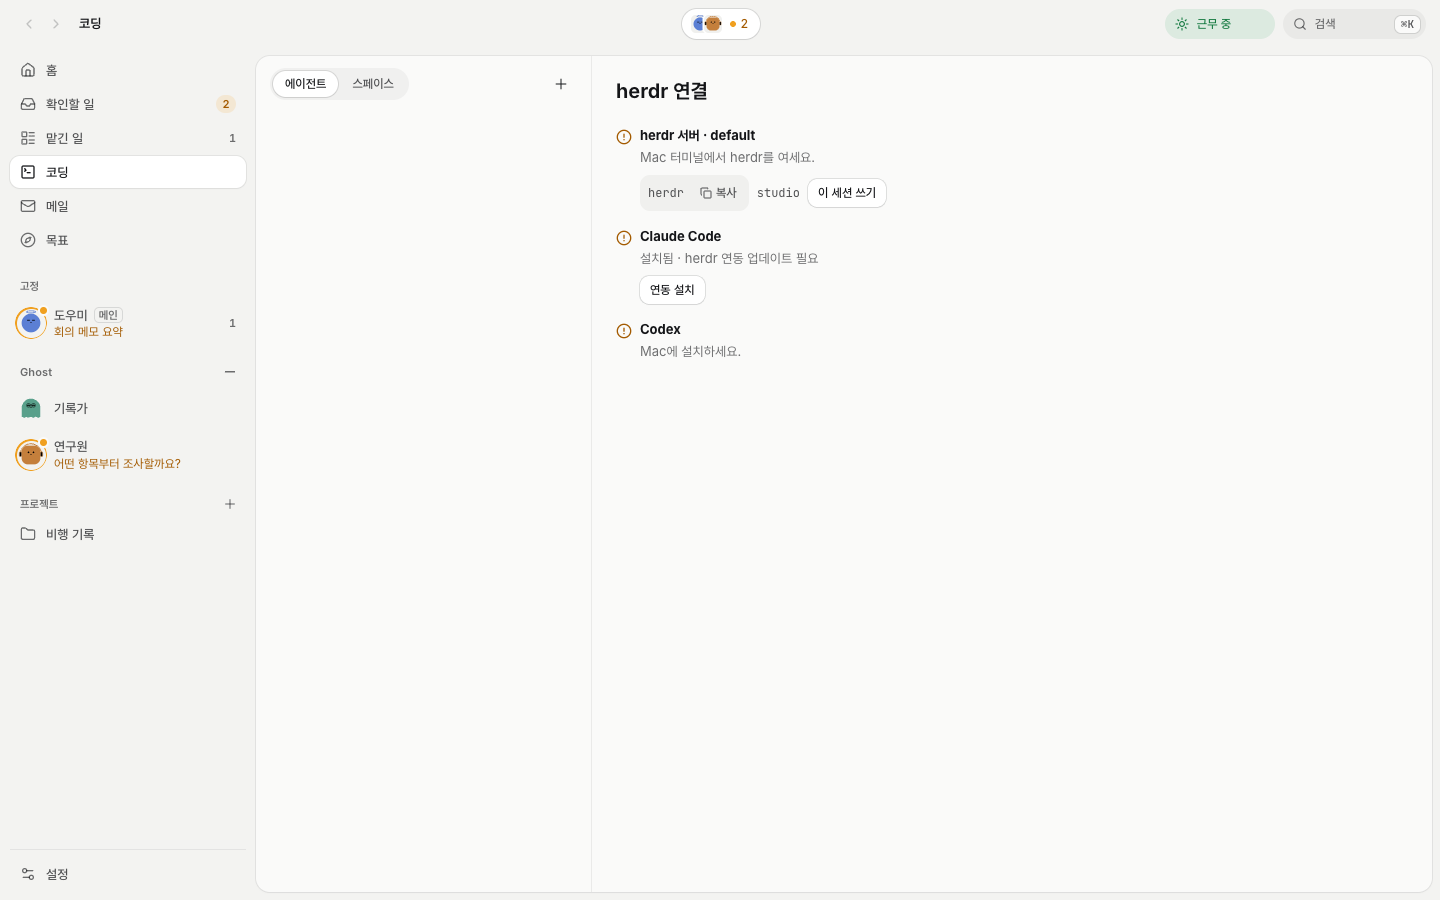 코딩
2
근무 중
검색
⌘K
홈
확인할 일
2
맡긴 일
1
코딩
메일
목표
고정
도우미
메인
회의 메모 요약
1
Ghost
기록가
연구원
어떤 항목부터 조사할까요?
프로젝트
비행 기록
설정
에이전트
스페이스
herdr 연결
herdr 서버 · default
Mac 터미널에서 herdr를 여세요.
herdr
복사
studio
이 세션 쓰기
Claude Code
설치됨 · herdr 연동 업데이트 필요
연동 설치
Codex
Mac에 설치하세요.